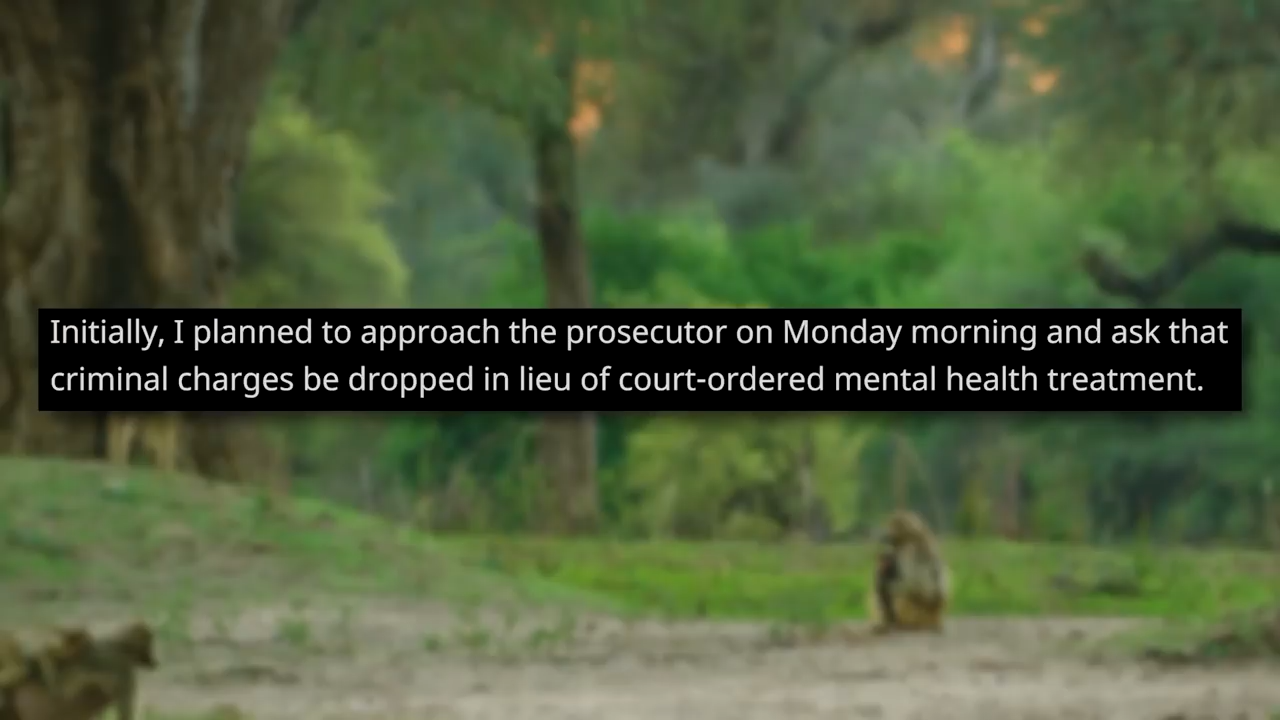 Initially, I planned to approach the prosecutor on Monday morning and ask that
criminal charges be dropped in lieu of court-ordered mental health treatment.